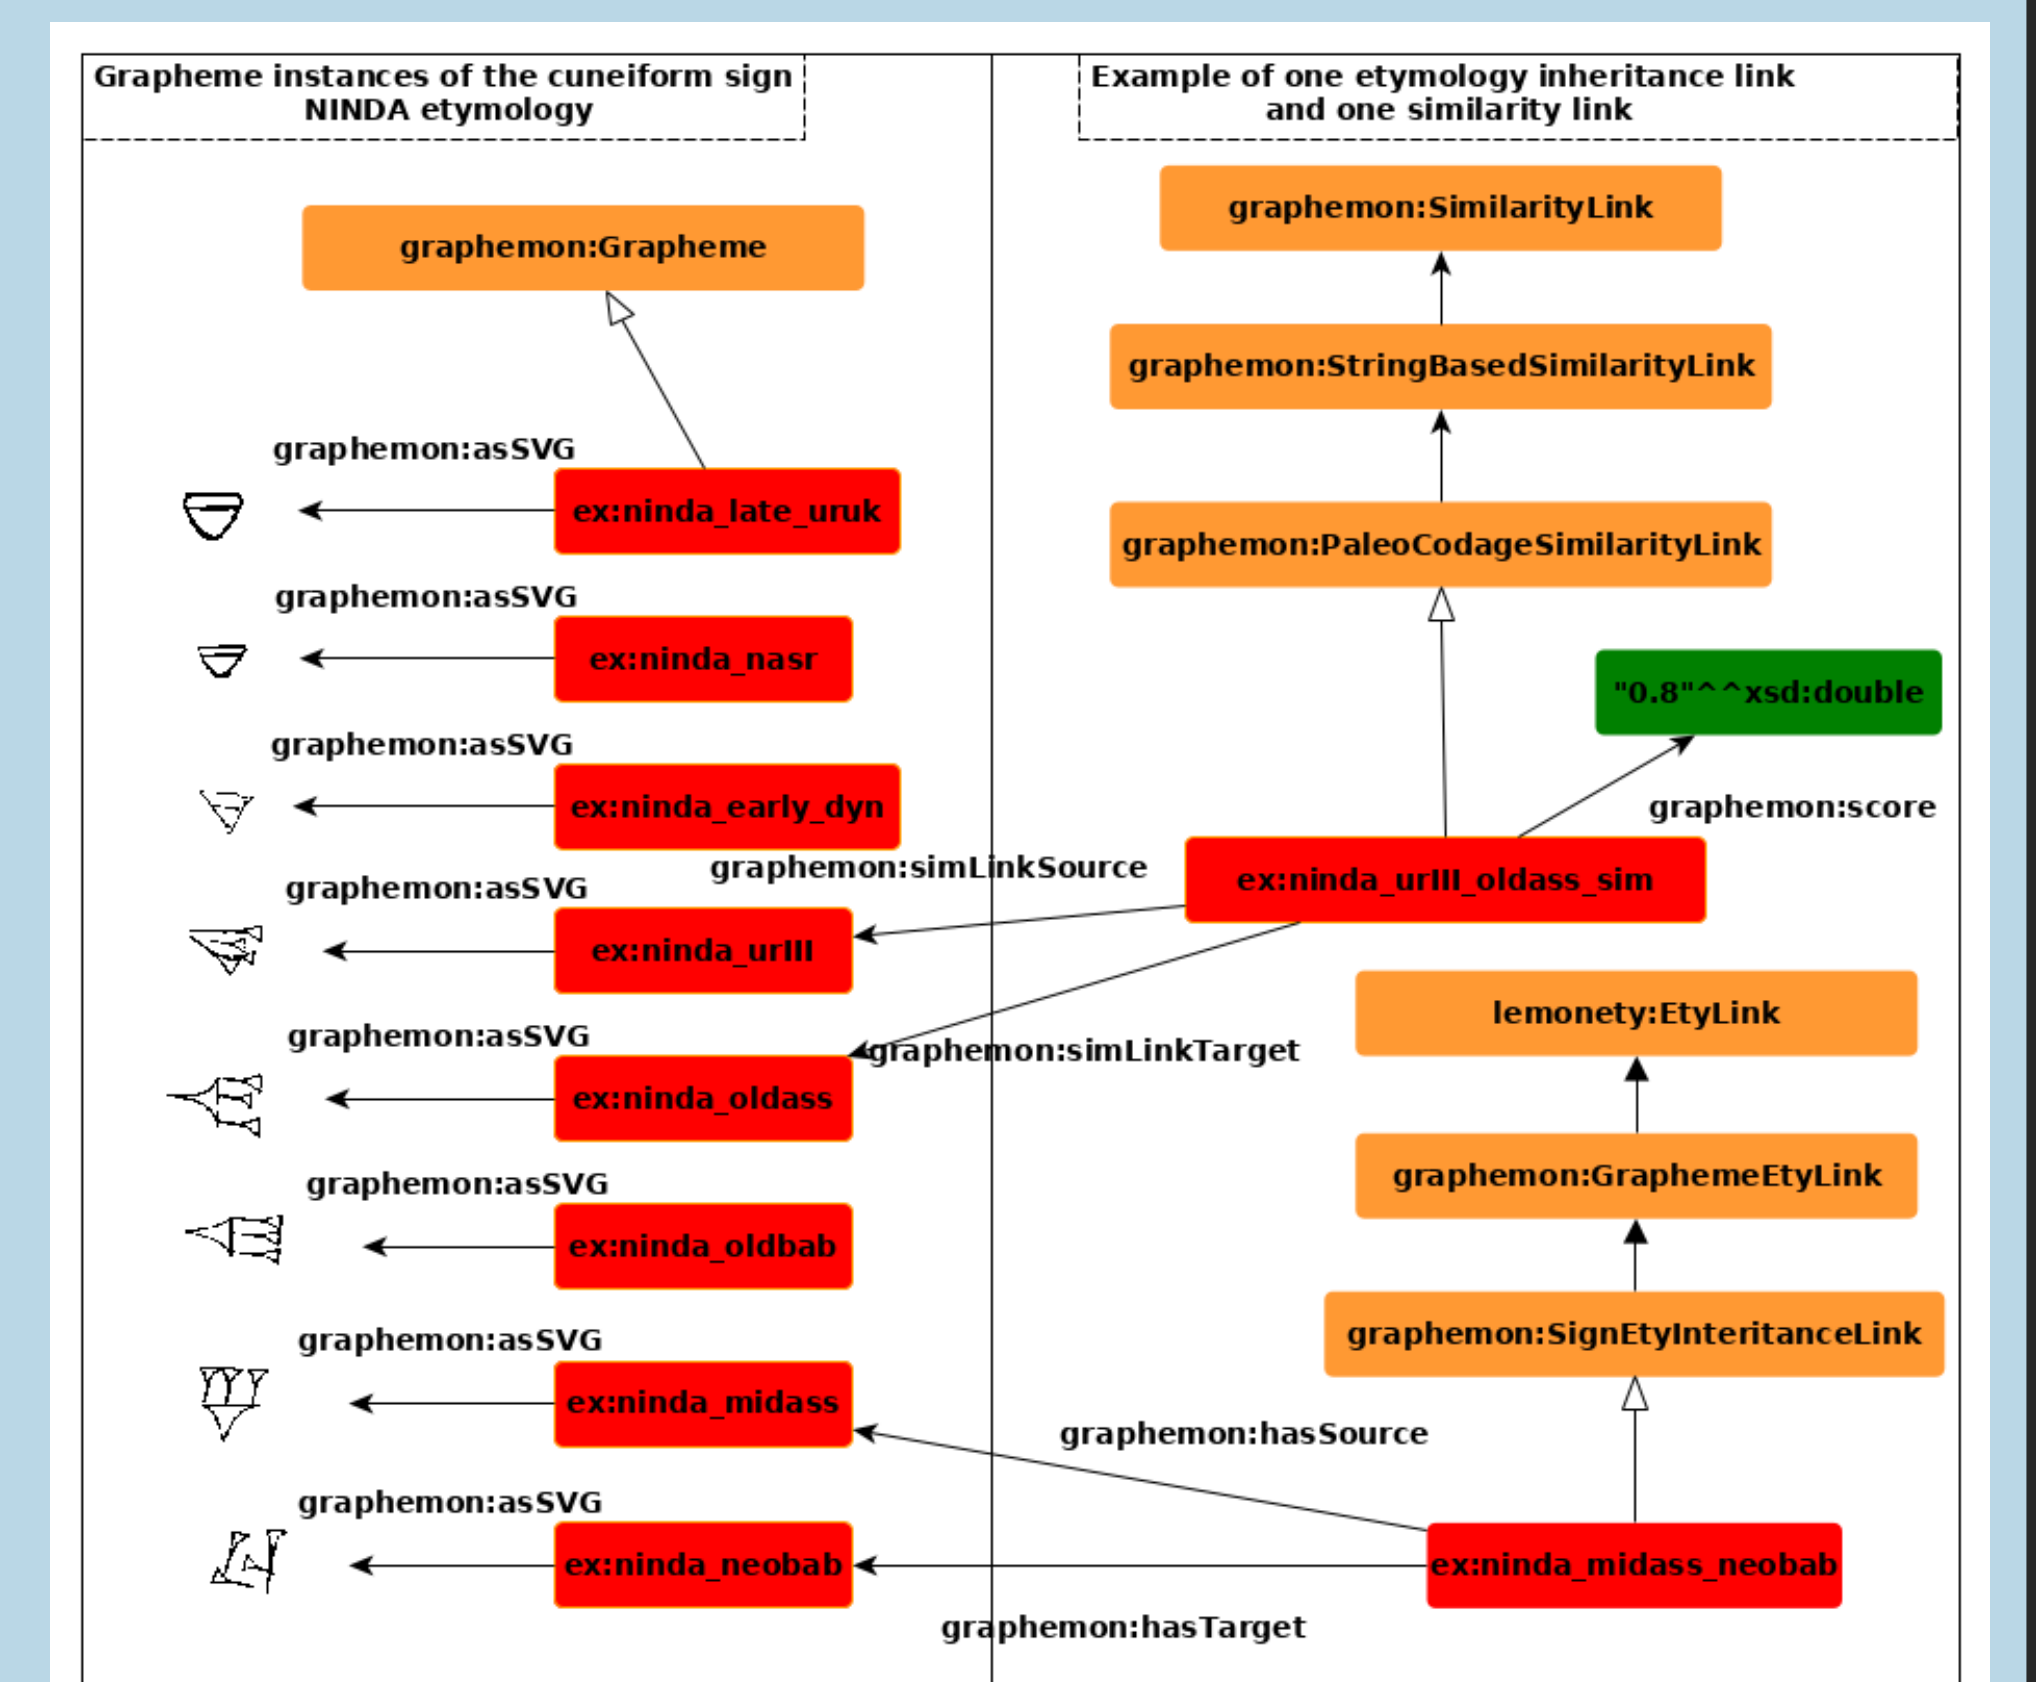 Grapheme instances of the cuneiform sign
NINDA etymology
graphemon:Grapheme
graphemon:asSVG
ex:ninda_late_uruk
graphemon:asSVG
ex:ninda_nasr
graphemon:asSVG
ex:ninda_early_dyn
graphemon:asSVG
ex:ninda_urIII
graphemon:asSVG
ex:ninda_oldass
graphemon:asSVG
ex:ninda_oldbab
graphemon:asSVG
ex:ninda_midass
graphemon:asSVG
ex:ninda_neobab
Example of one etymology inheritance link
and one similarity link
graphemon:SimilarityLink
graphemon:StringBasedSimilarityLink
graphemon:PaleoCodageSimilarityLink
"0.8"^^xsd:double
graphemon:score
graphemon:simLinkSource
ex:ninda_urIII_oldass_sim
graphemon:simLinkTarget
lemonety:EtyLink
graphemon:GraphemeEtyLink
graphemon:SignEtyInteritanceLink
graphemon:hasSource
ex:ninda_midass_neobab
graphemon:hasTarget